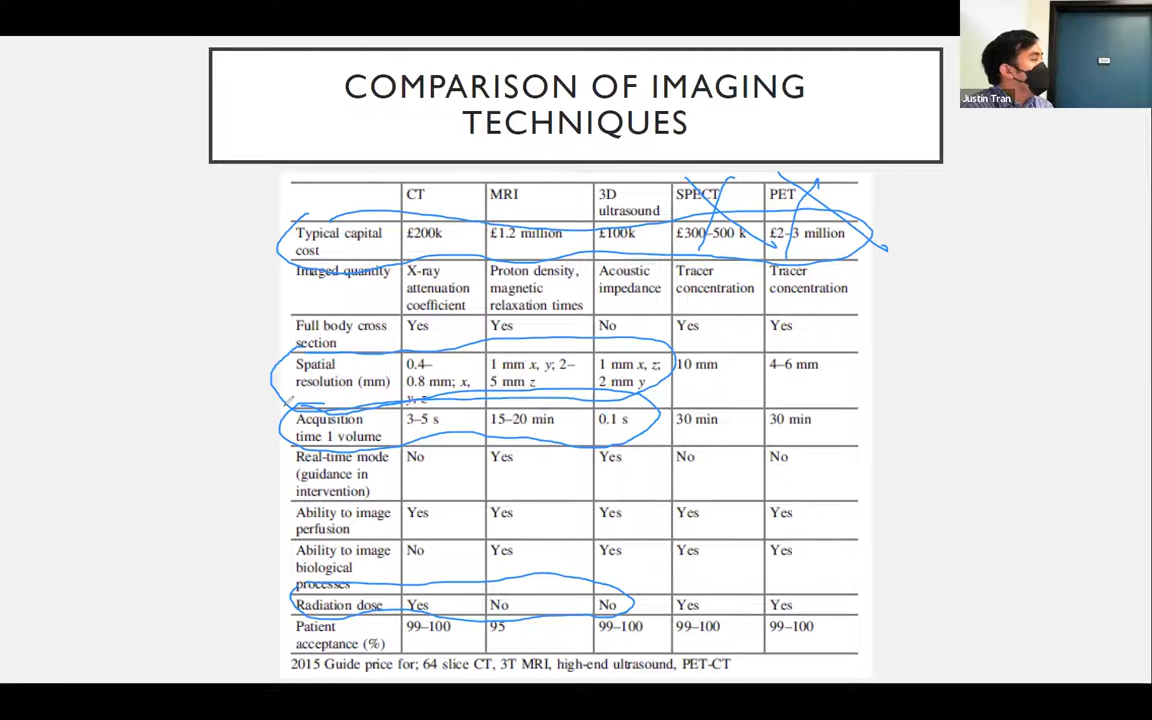 COMPARISON OF IMAGING
TECHNIQUES
Justin Tran
CT MRI 3D SPECT PET
ultrasound
Typical capital £200k £1.2 million £100k £300–500 k £2–3 million
cost
Imaged quantity X-ray Proton density, Acoustic Tracer Tracer
attenuation magnetic impedance concentration concentration
coefficient relaxation times
Full body cross Yes Yes No Yes Yes
section
Spatial 0.4– 1 mm x, y; 2– 1 mm x, z; 10 mm 4–6 mm
resolution (mm) 0.8 mm; x, 5 mm z 2 mm y
y, z
Acquisition 3–5 s 15–20 min 0.1 s 30 min 30 min
time 1 volume
Real-time mode No Yes Yes No No
(guidance in
intervention)
Ability to image Yes Yes Yes Yes Yes
perfusion
Ability to image No Yes Yes Yes Yes
biological
processes
Radiation dose Yes No No Yes Yes
Patient 99–100 95 99–100 99–100 99–100
acceptance (%)
2015 Guide price for; 64 slice CT, 3T MRI, high-end ultrasound, PET-CT